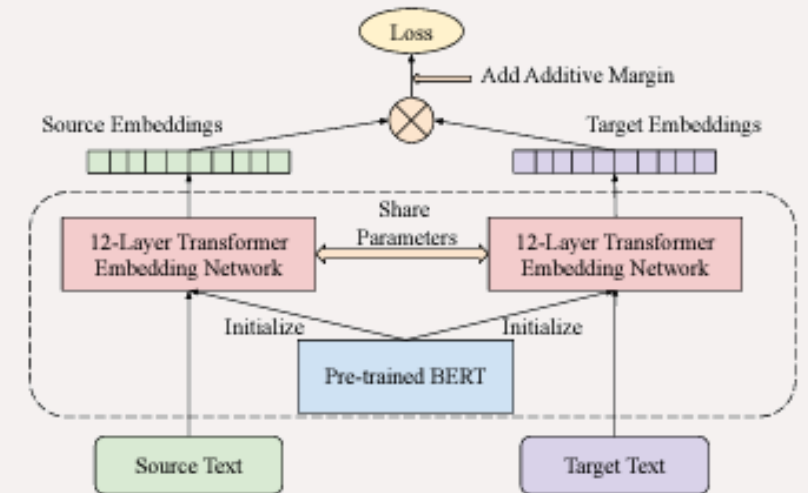 Loss
Add Additive Margin
Source Embeddings
Target Embeddings
Share
Parameters
12-Layer Transformer
Embedding Network
12-Layer Transformer
Embedding Network
Initialize
Initialize
Pre-trained BERT
Source Text
Target Text